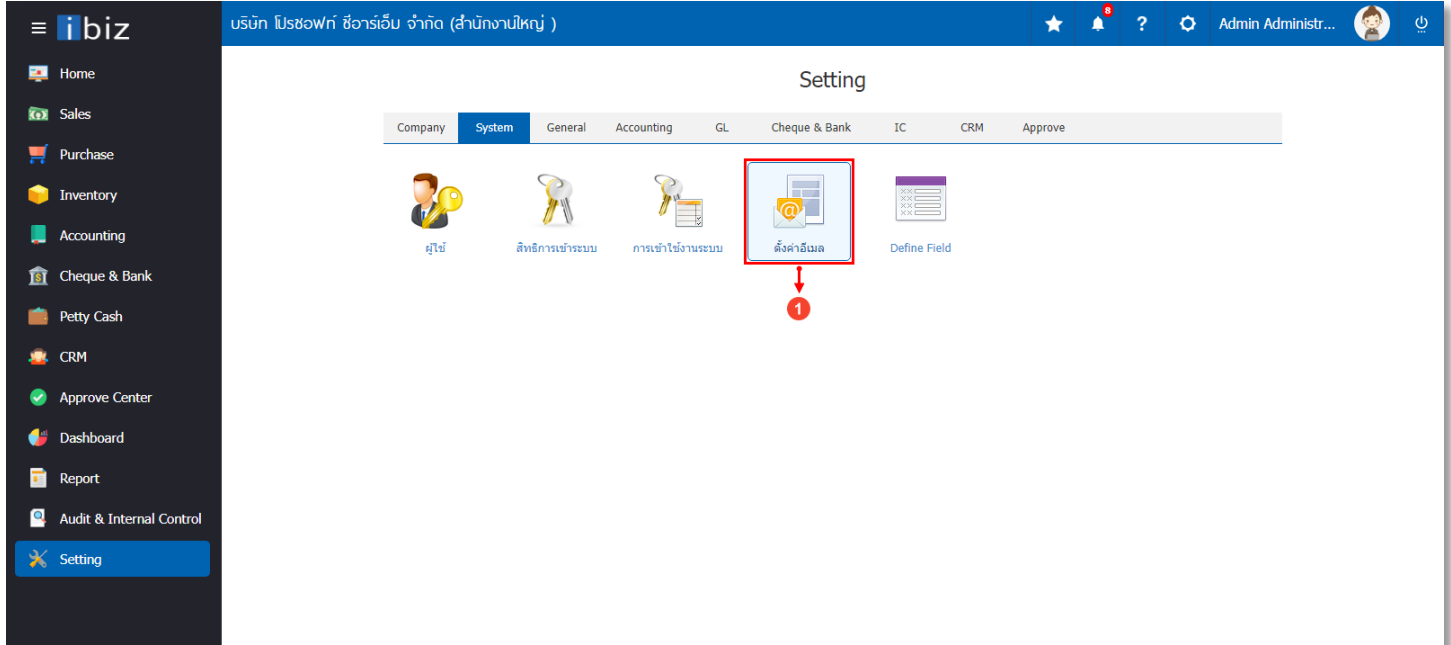 ibiz
บริษัท โปรซอฟท์ ซีอาร์เอ็ม จำกัด (สำนักงานใหญ่ )
8
?
Admin Administr...
Home
Sales
Purchase
Inventory
Accounting
Cheque & Bank
Petty Cash
CRM
Approve Center
Dashboard
Report
Audit & Internal Control
Setting
Setting
Company System General Accounting GL Cheque & Bank IC CRM Approve
ผู้ใช้ สิทธิการเข้าระบบ การเข้าใช้งานระบบ ตั้งค่าอีเมล Define Field
1